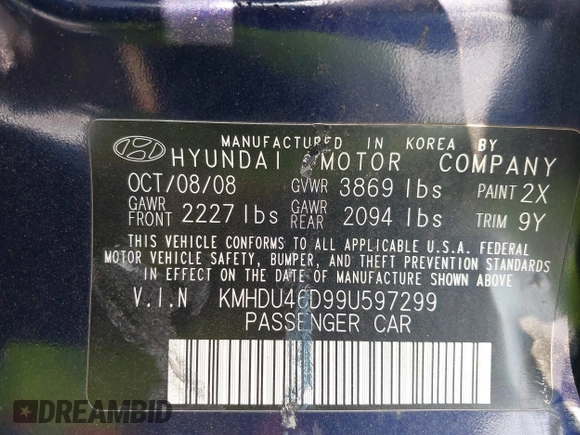 MANUFACTURED IN KOREA BY
HYUNDAI MOTOR COMPANY
OCT/08/08 GVWR 3869 lbs PAINT 2X
GAWR FRONT 2227 lbs GAWR REAR 2094 lbs TRIM 9Y
THIS VEHICLE CONFORMS TO ALL APPLICABLE U.S.A. FEDERAL
MOTOR VEHICLE SAFETY, BUMPER, AND THEFT PREVENTION STANDARDS
IN EFFECT ON THE DATE OF MANUFACTURE SHOWN ABOVE
V.I.N KMHDU46D99U597299
PASSENGER CAR
DREAMBID